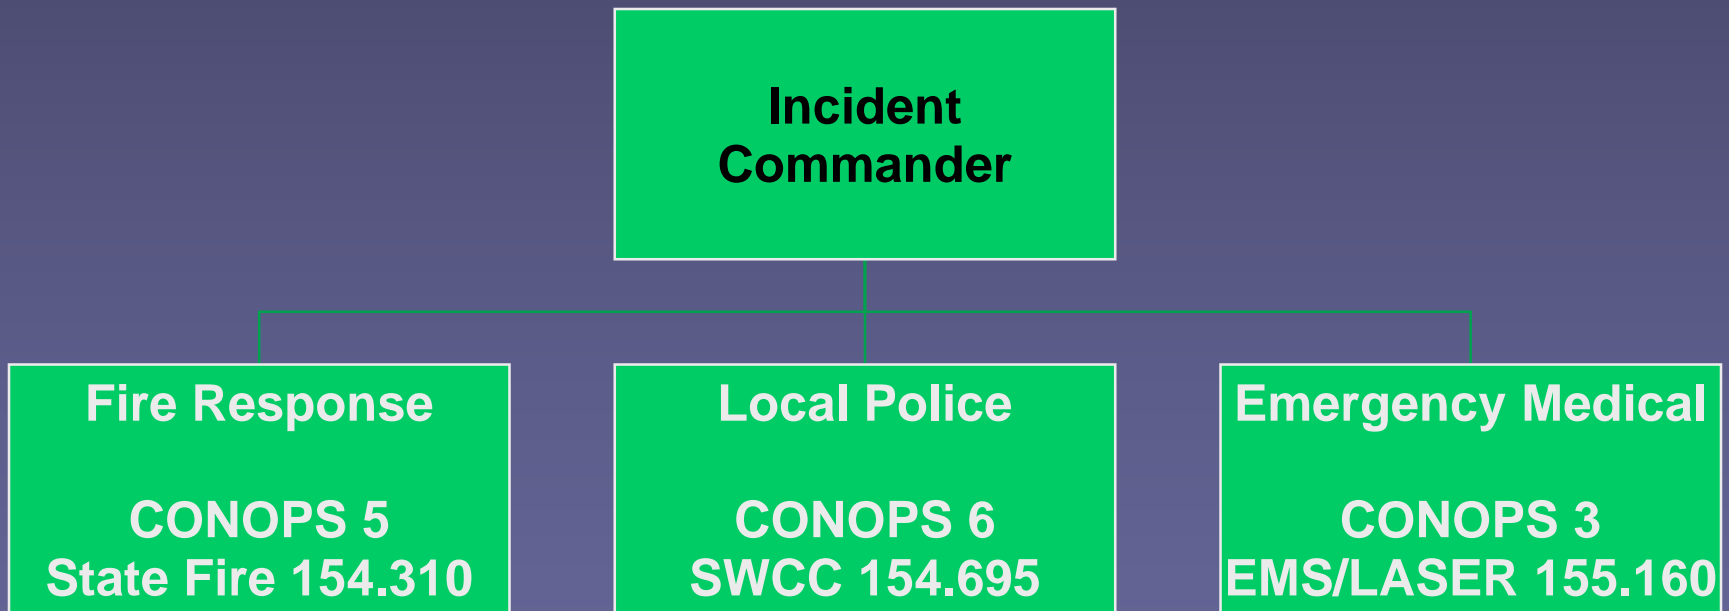 Incident
Commander
Fire Response
CONOPS 5
State Fire 154.310
Local Police
CONOPS 6
SWCC 154.695
Emergency Medical
CONOPS 3
EMS/LASER 155.160